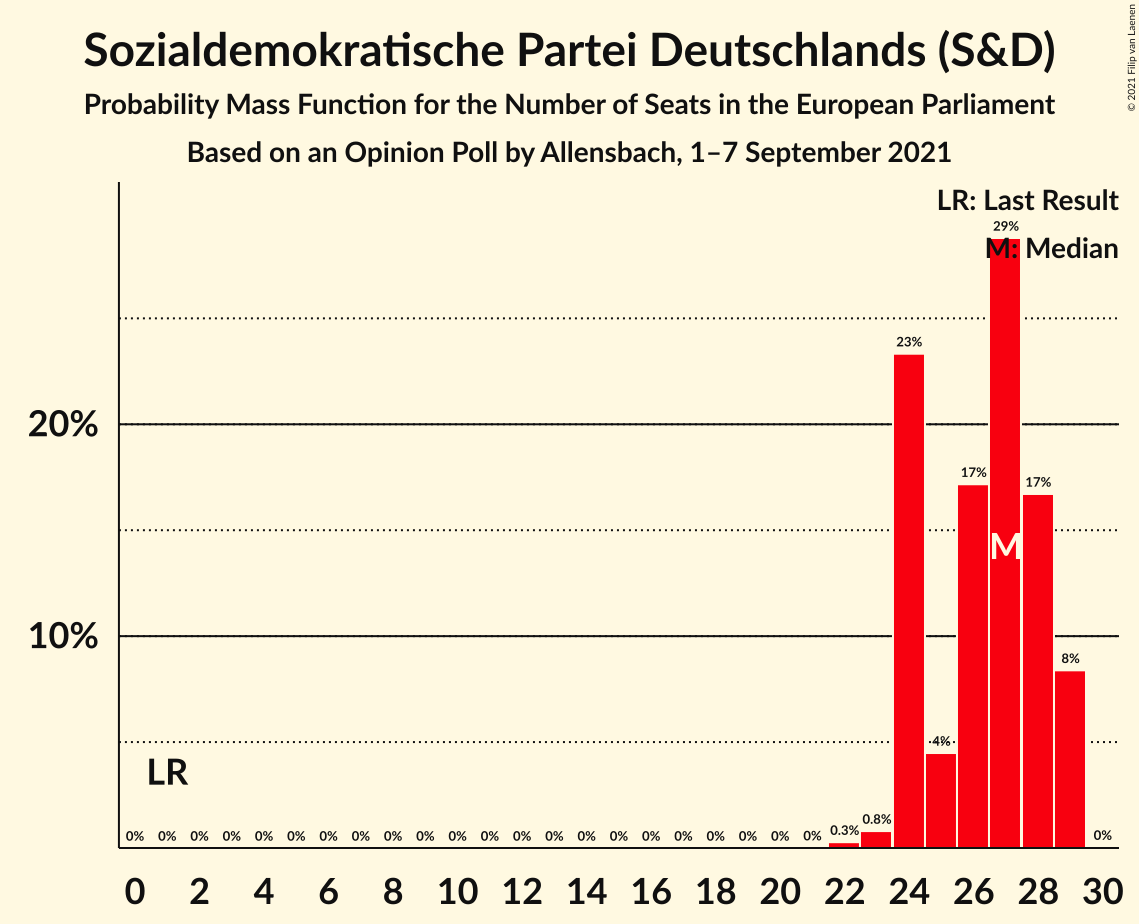 Sozialdemokratische Partei Deutschlands (S&D)
Probability Mass Function for the Number of Seats in the European Parliament
Based on an Opinion Poll by Allensbach, 1–7 September 2021
© 2021 Filip van Laenen
LR: Last Result
M: Median
29%
23%
20%
17%
17%
M
10%
8%
4%
LR
0% 0% 0% 0% 0% 0% 0% 0% 0% 0% 0% 0% 0% 0% 0% 0% 0% 0% 0% 0% 0% 0% 0.3% 0.8% 0%
0 2 4 6 8 10 12 14 16 18 20 22 24 26 28 30